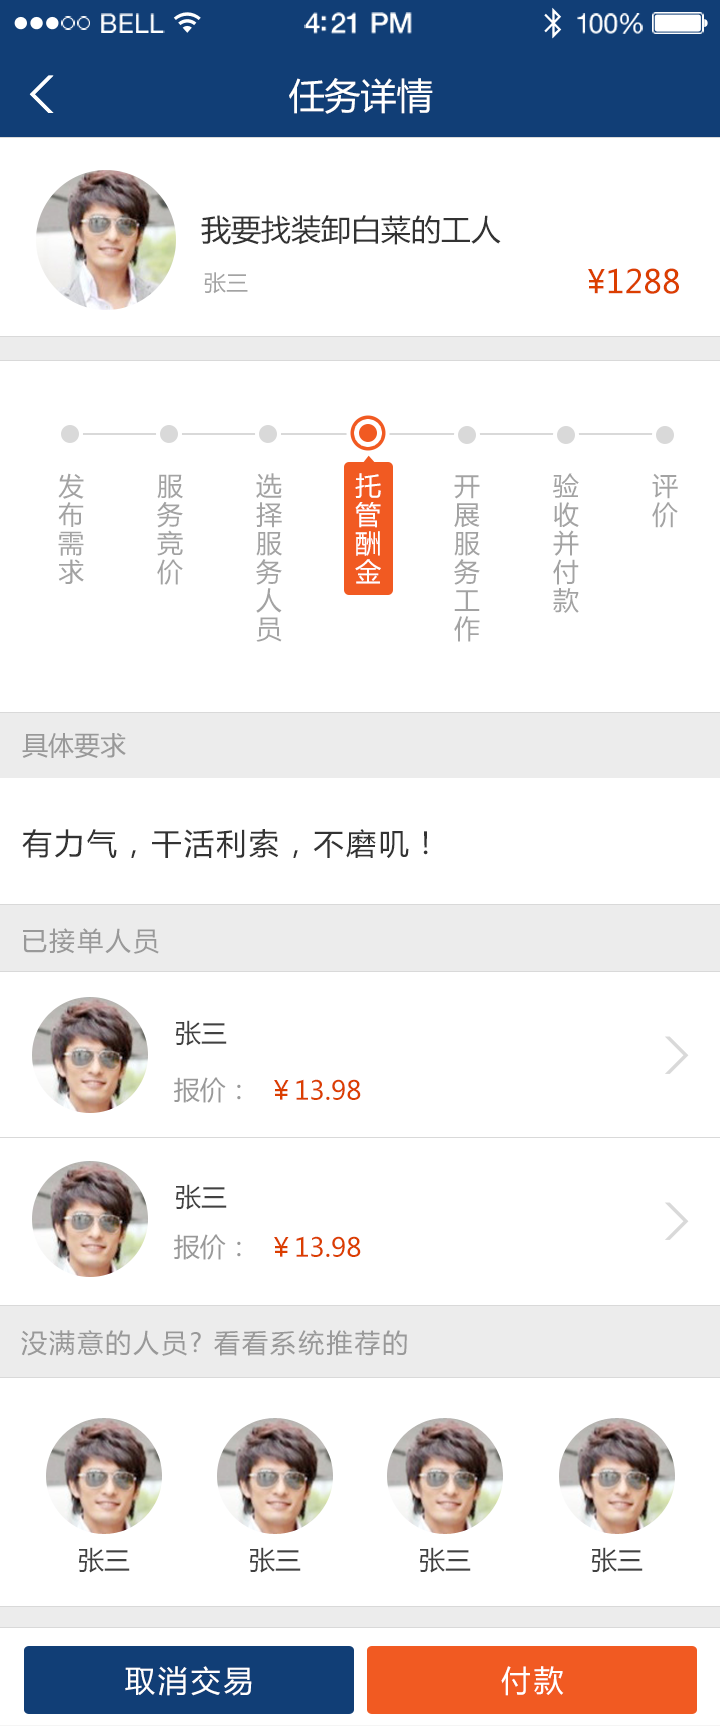 BELL 4:21 PM 100%
任务详情
我要找装卸白菜的工人
张三 ¥1288
发布需求
服务竞价
选择服务人员
托管酬金
开展服务工作
验收并付款
评价
具体要求
有力气，干活利索，不磨叽！
已接单人员
张三
报价： ¥ 13.98
张三
报价： ¥ 13.98
没满意的人员? 看看系统推荐的
张三 张三 张三 张三
取消交易 付款